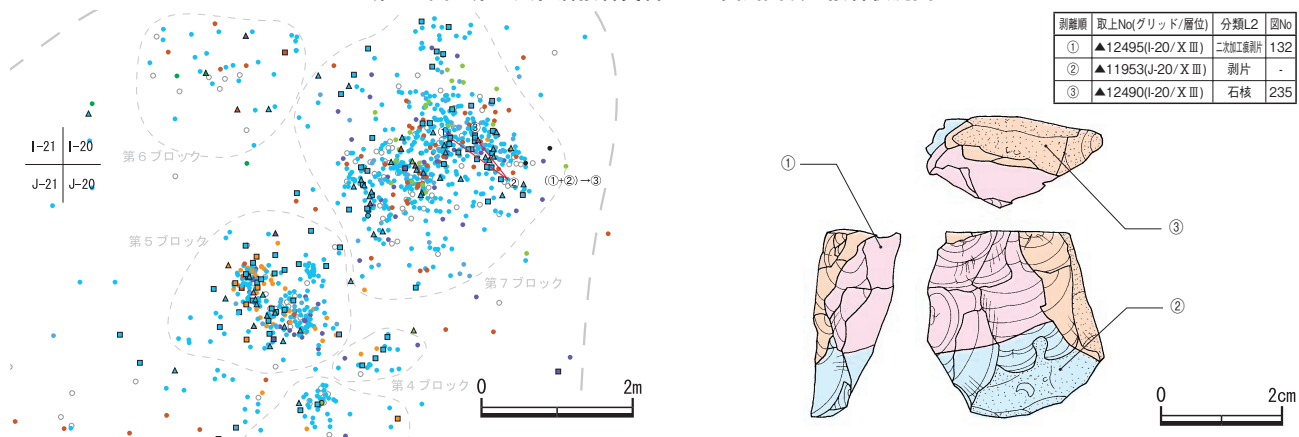 剥離順 取上No(グリッド/層位) 分類L2 図No
① ▲12495(I-20/XⅢ) 二次加工痕剥片 132
② ▲11953(J-20/XⅢ) 剥片 -
③ ▲12490(I-20/XⅢ) 石核 235
I-21 I-20
J-21 J-20
第6ブロック
① ③
② (①+②)→③
第5ブロック
第7ブロック
第4ブロック
0 2m
①
③
②
0 2cm